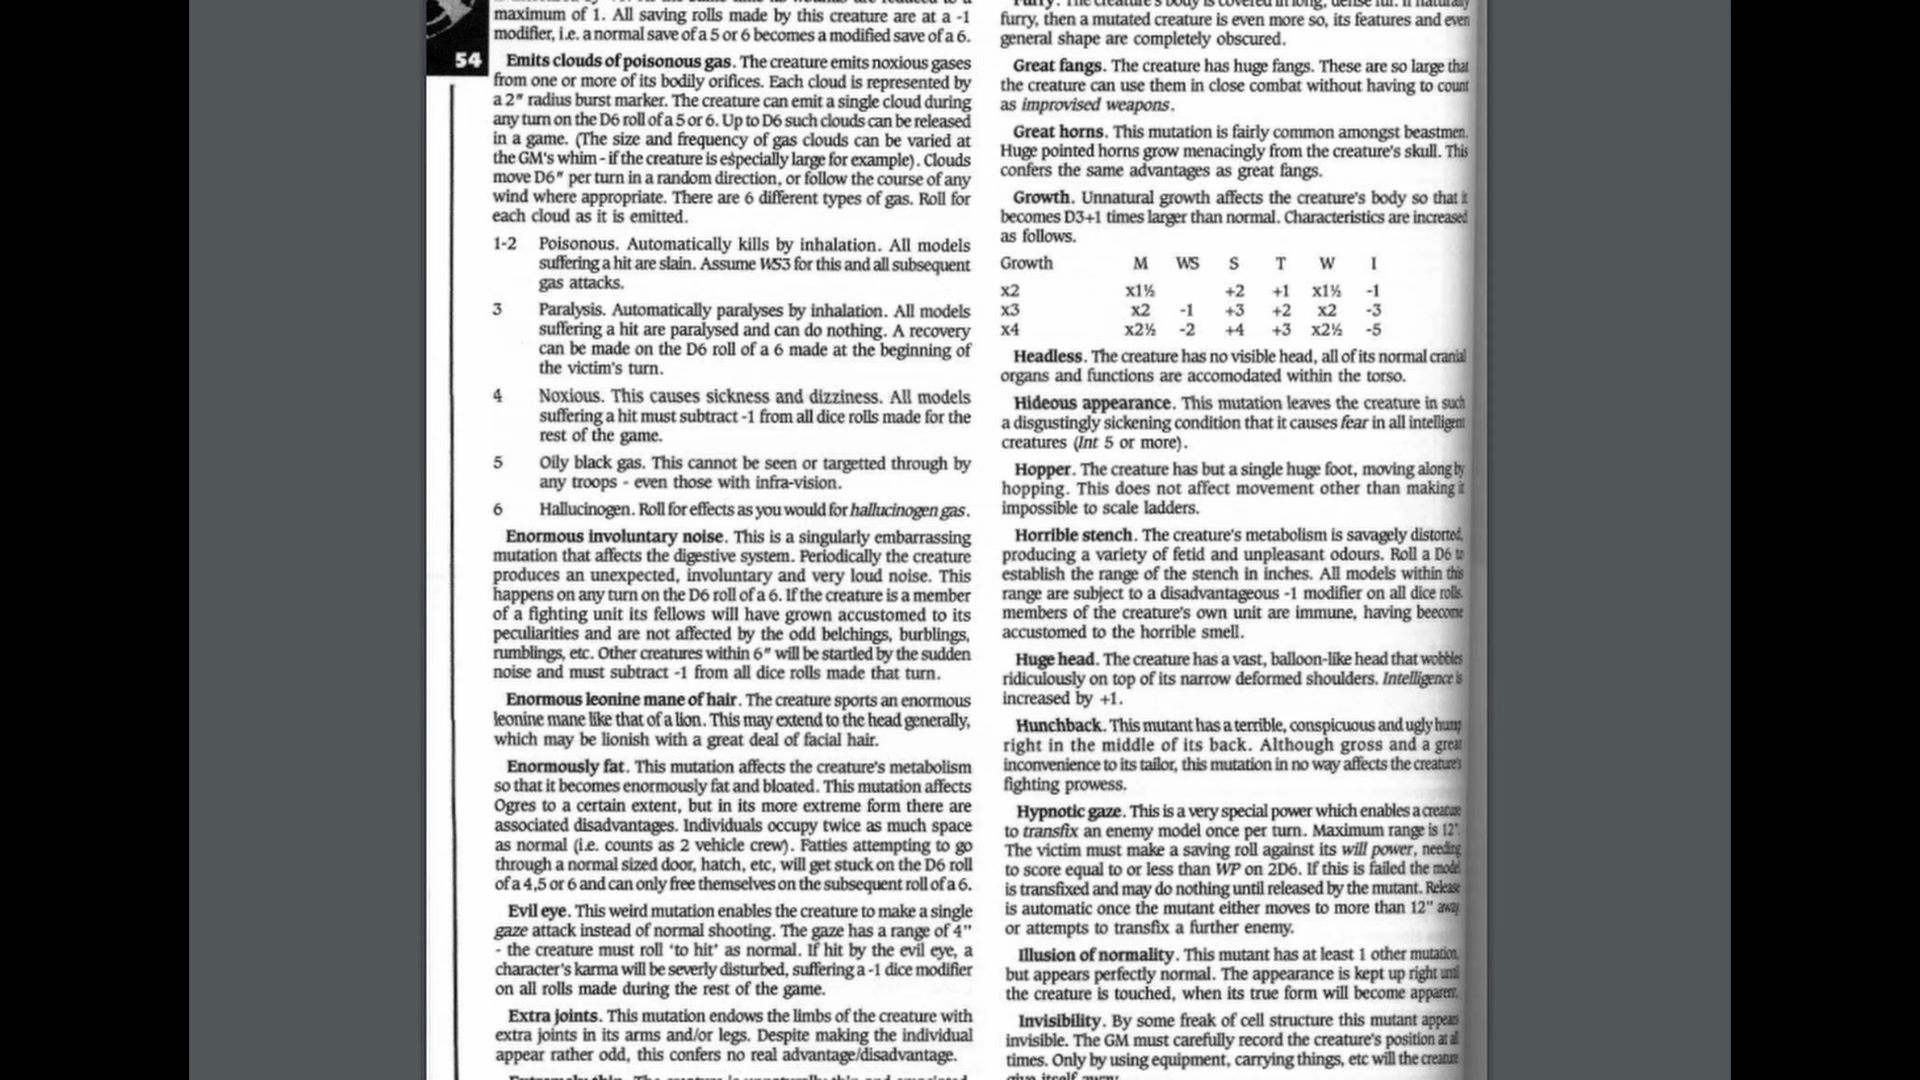 maximum of 1. All saving rolls made by this creature are at a -1
modifier, i.e. a normal save of a 5 or 6 becomes a modified save of a 6.
54
Emits clouds of poisonous gas. The creature emits noxious gases
from one or more of its bodily orifices. Each cloud is represented by
a 2" radius burst marker. The creature can emit a single cloud during
any turn on the D6 roll of a 5 or 6. Up to D6 such clouds can be released
in a game. (The size and frequency of gas clouds can be varied at
the GM's whim - if the creature is especially large for example). Clouds
move D6" per turn in a random direction, or follow the course of any
wind where appropriate. There are 6 different types of gas. Roll for
each cloud as it is emitted.
1-2 Poisonous. Automatically kills by inhalation. All models
suffering a hit are slain. Assume WS3 for this and all subsequent
gas attacks.
3 Paralysis. Automatically paralyses by inhalation. All models
suffering a hit are paralysed and can do nothing. A recovery
can be made on the D6 roll of a 6 made at the beginning of
the victim's turn.
4 Noxious. This causes sickness and dizziness. All models
suffering a hit must subtract -1 from all dice rolls made for the
rest of the game.
5 Oily black gas. This cannot be seen or targetted through by
any troops - even those with infra-vision.
6 Hallucinogen. Roll for effects as you would for hallucinogen gas.
Enormous involuntary noise. This is a singularly embarrassing
mutation that affects the digestive system. Periodically the creature
produces an unexpected, involuntary and very loud noise. This
happens on any turn on the D6 roll of a 6. If the creature is a member
of a fighting unit its fellows will have grown accustomed to its
peculiarities and are not affected by the odd belchings, burblings,
rumblings, etc. Other creatures within 6" will be startled by the sudden
noise and must subtract -1 from all dice rolls made that turn.
Enormous leonine mane of hair. The creature sports an enormous
leonine mane like that of a lion. This may extend to the head generally,
which may be lionish with a great deal of facial hair.
Enormously fat. This mutation affects the creature's metabolism
so that it becomes enormously fat and bloated. This mutation affects
Ogres to a certain extent, but in its more extreme form there are
associated disadvantages. Individuals occupy twice as much space
as normal (i.e. counts as 2 vehicle crew). Fatties attempting to go
through a normal sized door, hatch, etc, will get stuck on the D6 roll
of a 4,5 or 6 and can only free themselves on the subsequent roll of a 6.
Evil eye. This weird mutation enables the creature to make a single
gaze attack instead of normal shooting. The gaze has a range of 4"
- the creature must roll 'to hit' as normal. If hit by the evil eye, a
character's karma will be severly disturbed, suffering a -1 dice modifier
on all rolls made during the rest of the game.
Extra joints. This mutation endows the limbs of the creature with
extra joints in its arms and/or legs. Despite making the individual
appear rather odd, this confers no real advantage/disadvantage.
furry, then a mutated creature is even more so, its features and even
general shape are completely obscured.
Great fangs. The creature has huge fangs. These are so large that
the creature can use them in close combat without having to count
as improvised weapons.
Great horns. This mutation is fairly common amongst beastmen.
Huge pointed horns grow menacingly from the creature's skull. This
confers the same advantages as great fangs.
Growth. Unnatural growth affects the creature's body so that it
becomes D3+1 times larger than normal. Characteristics are increased
as follows.
Growth M WS S T W I
x2 x1½ +2 +1 x1½ -1
x3 x2 -1 +3 +2 x2 -3
x4 x2½ -2 +4 +3 x2½ -5
Headless. The creature has no visible head, all of its normal cranial
organs and functions are accomodated within the torso.
Hideous appearance. This mutation leaves the creature in such
a disgustingly sickening condition that it causes fear in all intelligent
creatures (Int 5 or more).
Hopper. The creature has but a single huge foot, moving along by
hopping. This does not affect movement other than making it
impossible to scale ladders.
Horrible stench. The creature's metabolism is savagely distorted,
producing a variety of fetid and unpleasant odours. Roll a D6 to
establish the range of the stench in inches. All models within this
range are subject to a disadvantageous -1 modifier on all dice rolls.
members of the creature's own unit are immune, having beecome
accustomed to the horrible smell.
Huge head. The creature has a vast, balloon-like head that wobbles
ridiculously on top of its narrow deformed shoulders. Intelligence is
increased by +1.
Hunchback. This mutant has a terrible, conspicuous and ugly hump
right in the middle of its back. Although gross and a great
inconvenience to its tailor, this mutation in no way affects the creature's
fighting prowess.
Hypnotic gaze. This is a very special power which enables a creature
to transfix an enemy model once per turn. Maximum range is 12".
The victim must make a saving roll against its will power, needing
to score equal to or less than WP on 2D6. If this is failed the model
is transfixed and may do nothing until released by the mutant. Release
is automatic once the mutant either moves to more than 12" away
or attempts to transfix a further enemy.
Illusion of normality. This mutant has at least 1 other mutation,
but appears perfectly normal. The appearance is kept up right until
the creature is touched, when its true form will become apparent.
Invisibility. By some freak of cell structure this mutant appears
invisible. The GM must carefully record the creature's position at all
times. Only by using equipment, carrying things, etc will the creature